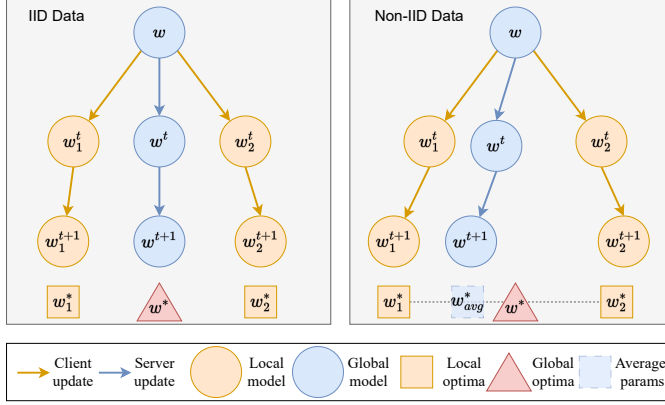 IID Data
w
w_1^t w^t w_2^t
w_1^{t+1} w^{t+1} w_2^{t+1}
w_1^* w^* w_2^*
Non-IID Data
w
w_1^t w^t w_2^t
w_1^{t+1} w^{t+1} w_2^{t+1}
w_1^* w_{avg}^* w^* w_2^*
Client update
Server update
Local model
Global model
Local optima
Global optima
Average params